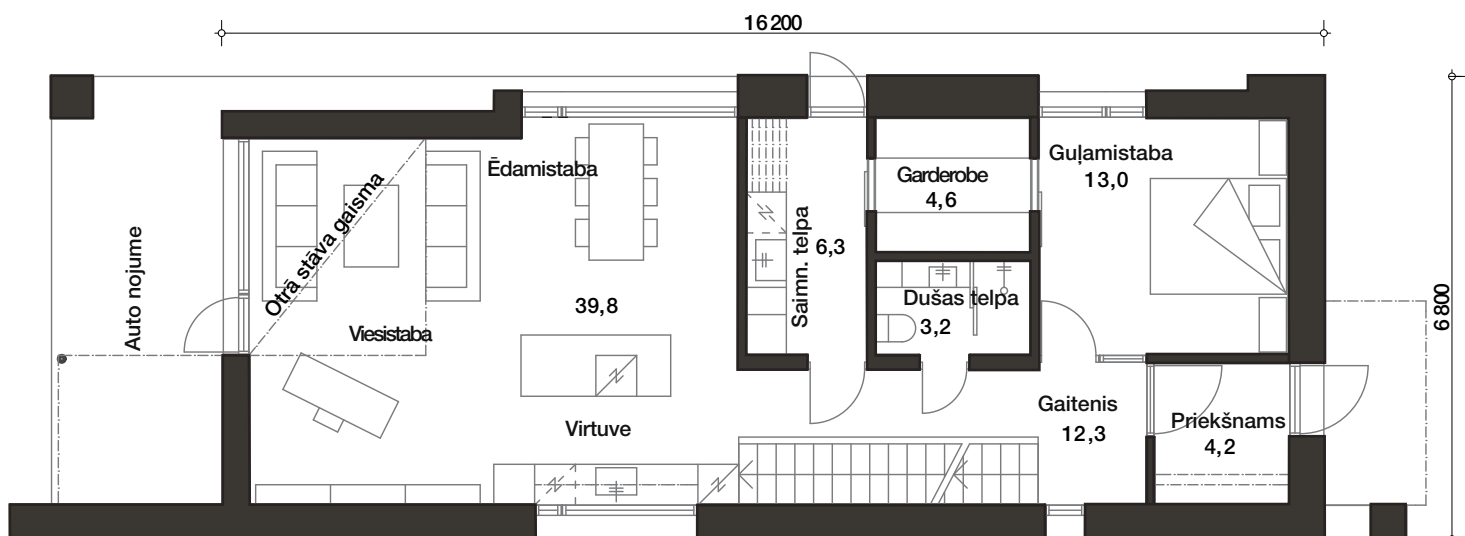 16 200
Ēdamistaba
Guļamistaba
13,0
Garderobe
4,6
Otrā stāva gaisma
Auto nojume
Saimn. telpa
6,3
6 800
Dušas telpa
3,2
39,8
Viesistaba
Gaitenis
12,3
Priekšnams
4,2
Virtuve